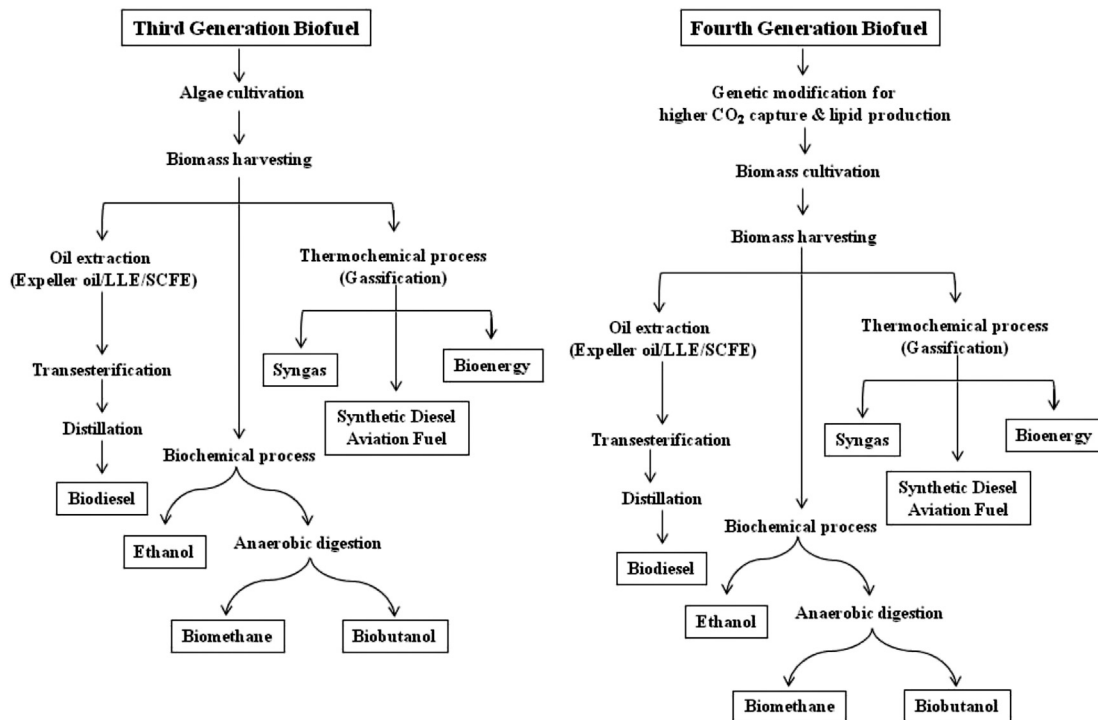 Third Generation Biofuel
Algae cultivation
Biomass harvesting
Oil extraction
(Expeller oil/LLE/SCFE)
Thermochemical process
(Gassification)
Syngas
Bioenergy
Transesterification
Synthetic Diesel
Aviation Fuel
Distillation
Biochemical process
Biodiesel
Ethanol
Anaerobic digestion
Biomethane
Biobutanol
Fourth Generation Biofuel
Genetic modification for
higher CO₂ capture & lipid production
Biomass cultivation
Biomass harvesting
Oil extraction
(Expeller oil/LLE/SCFE)
Thermochemical process
(Gassification)
Syngas
Bioenergy
Transesterification
Synthetic Diesel
Aviation Fuel
Distillation
Biochemical process
Biodiesel
Ethanol
Anaerobic digestion
Biomethane
Biobutanol